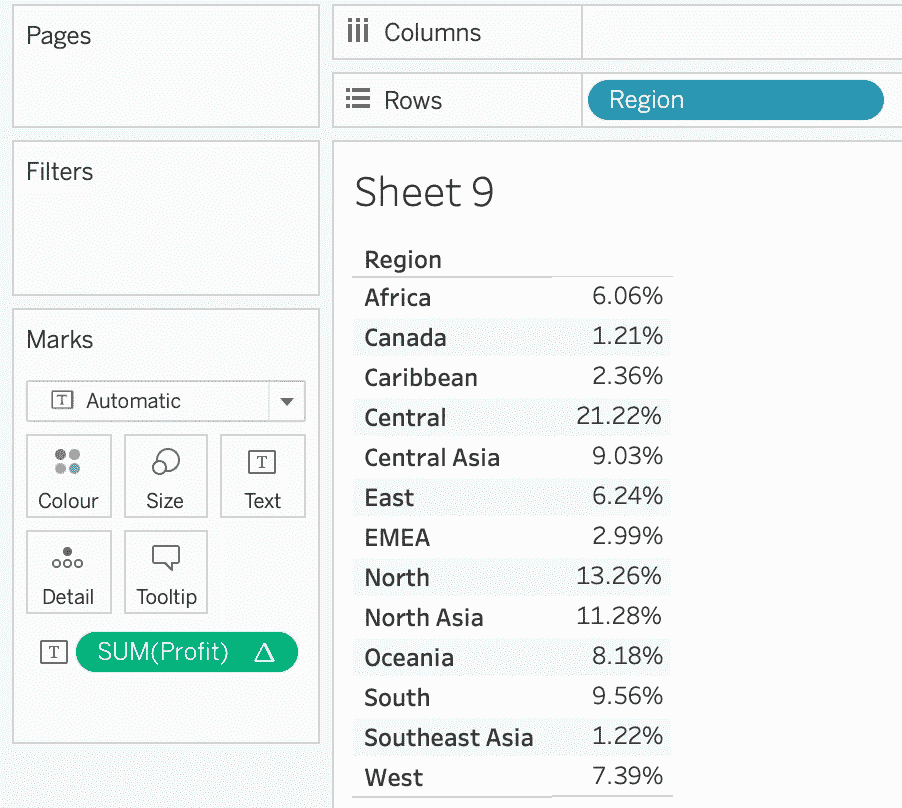 Pages
Columns
Rows
Region
Filters
Sheet 9
Region
Africa 6.06%
Canada 1.21%
Caribbean 2.36%
Central 21.22%
Central Asia 9.03%
East 6.24%
EMEA 2.99%
North 13.26%
North Asia 11.28%
Oceania 8.18%
South 9.56%
Southeast Asia 1.22%
West 7.39%
Marks
T Automatic
Colour
Size
T
Text
Detail
Tooltip
T SUM(Profit) △